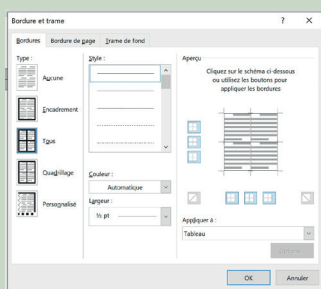 Bordure et trame
?
×
Bordures
Bordure de page
Trame de fond
Type :
Aucune
Encadrement
Tous
Quadrillage
Personnalisé
Style :
Couleur :
Automatique
Largeur :
½ pt
Aperçu
Cliquez sur le schéma ci-dessous
ou utilisez les boutons pour
appliquer les bordures
Appliquer à :
Tableau
Options...
OK
Annuler